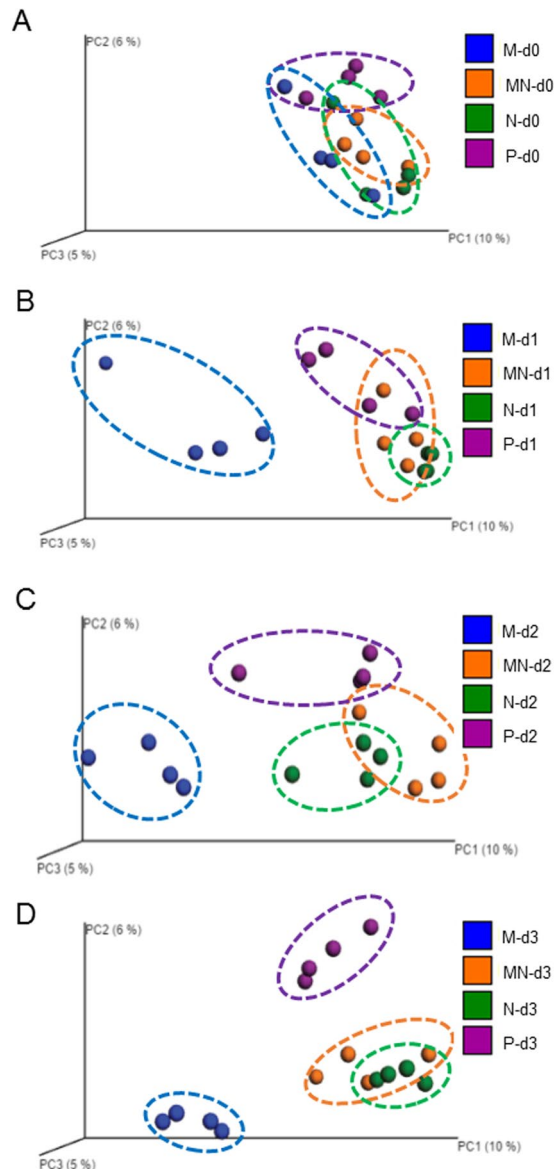 A
PC2 (6 %)
M-d0
MN-d0
N-d0
P-d0
PC1 (10 %)
PC3 (5 %)
B
PC2 (6 %)
M-d1
MN-d1
N-d1
P-d1
PC1 (10 %)
PC3 (5 %)
C
PC2 (6 %)
M-d2
MN-d2
N-d2
P-d2
PC1 (10 %)
PC3 (5 %)
D
PC2 (6 %)
M-d3
MN-d3
N-d3
P-d3
PC1 (10 %)
PC3 (5 %)